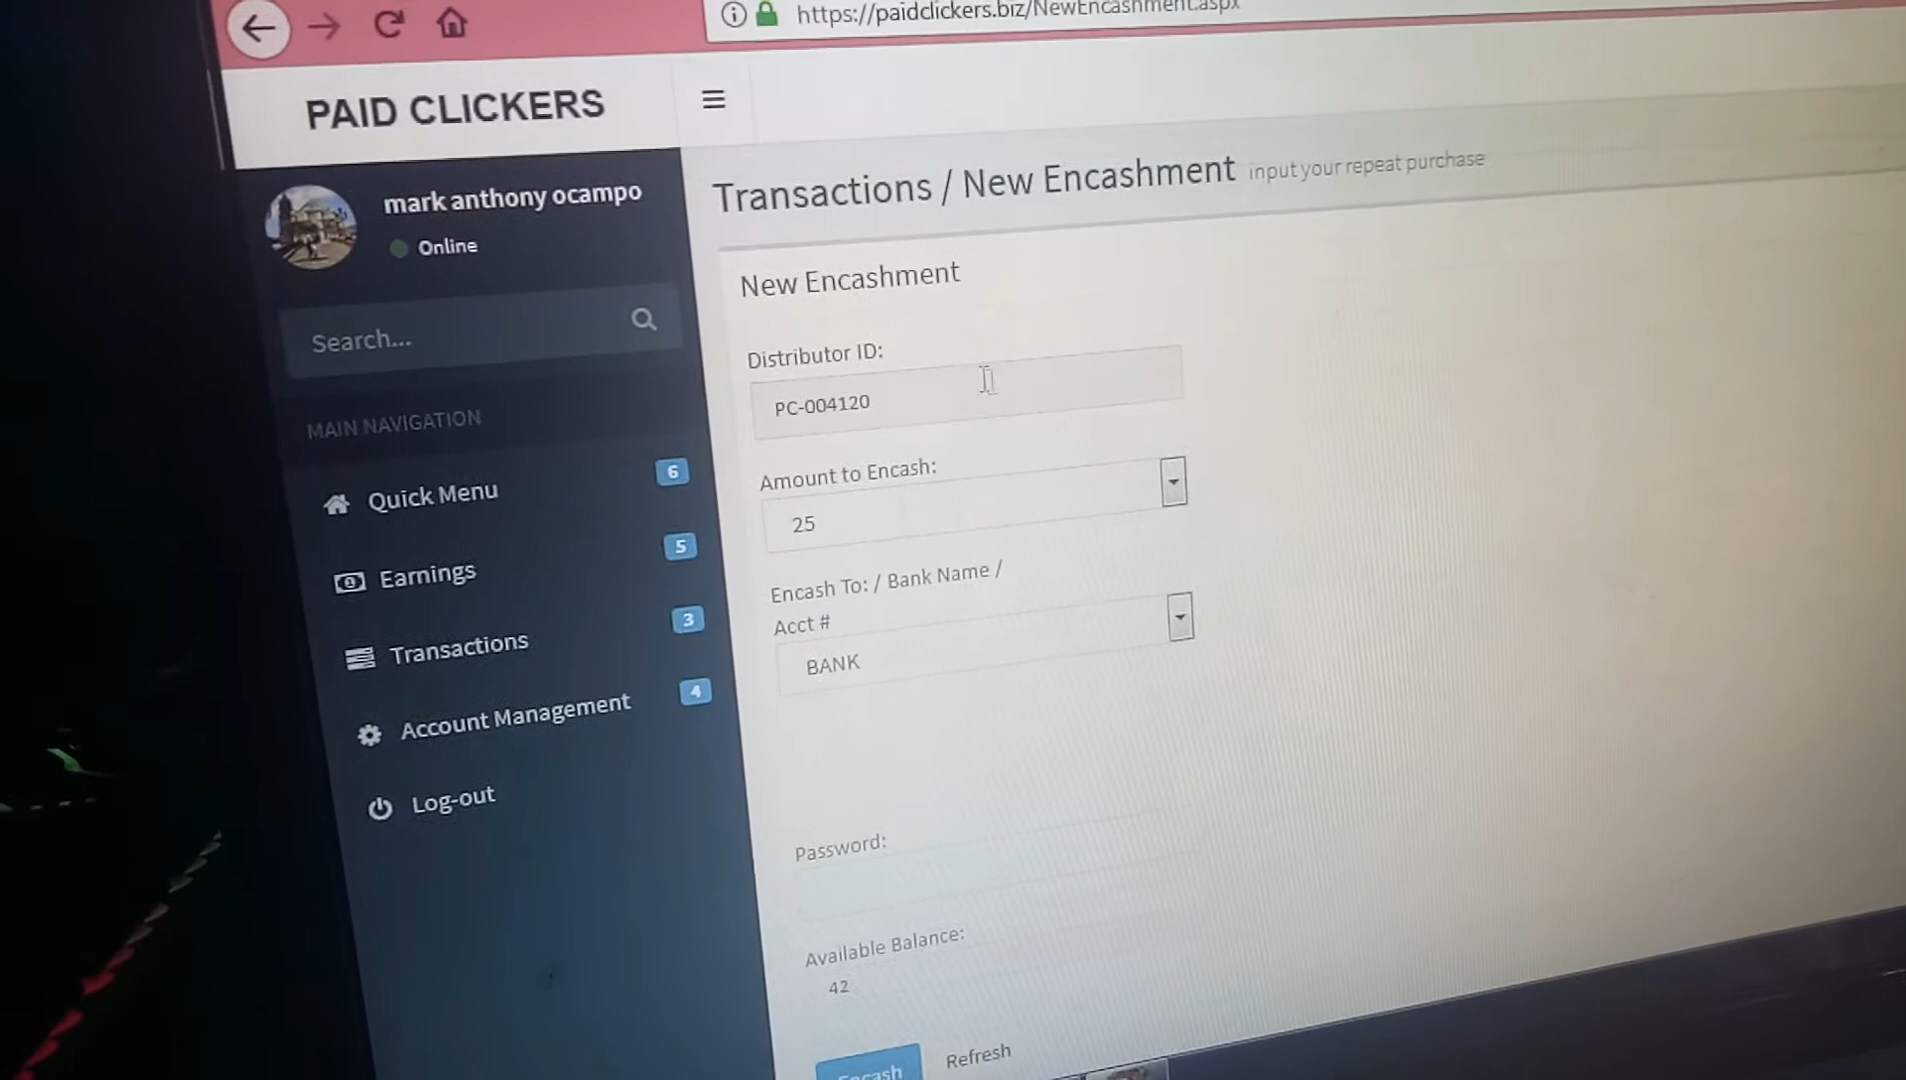 https://paidclickers.biz/NewEncashment.aspx
PAID CLICKERS
mark anthony ocampo
Online
Search...
MAIN NAVIGATION
Quick Menu 6
Earnings 5
Transactions 3
Account Management 4
Log-out
Transactions / New Encashment input your repeat purchase
New Encashment
Distributor ID:
PC-004120
Amount to Encash:
25
Encash To: / Bank Name /
Acct #
BANK
Password:
Available Balance:
42
Encash Refresh